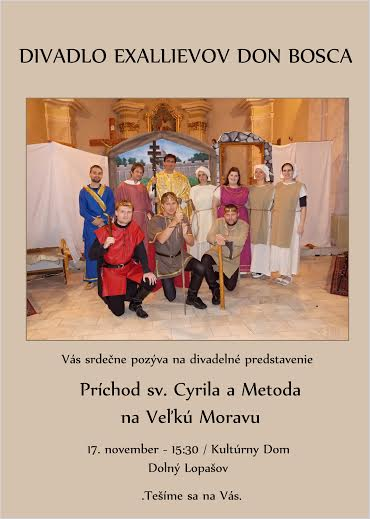 DIVADLO EXALLIEVOV DON BOSCA
Vás srdečne pozýva na divadelné predstavenie
Príchod sv. Cyrila a Metoda
na Veľkú Moravu
17. november - 15:30 / Kultúrny Dom
Dolný Lopašov
.Tešíme sa na Vás.